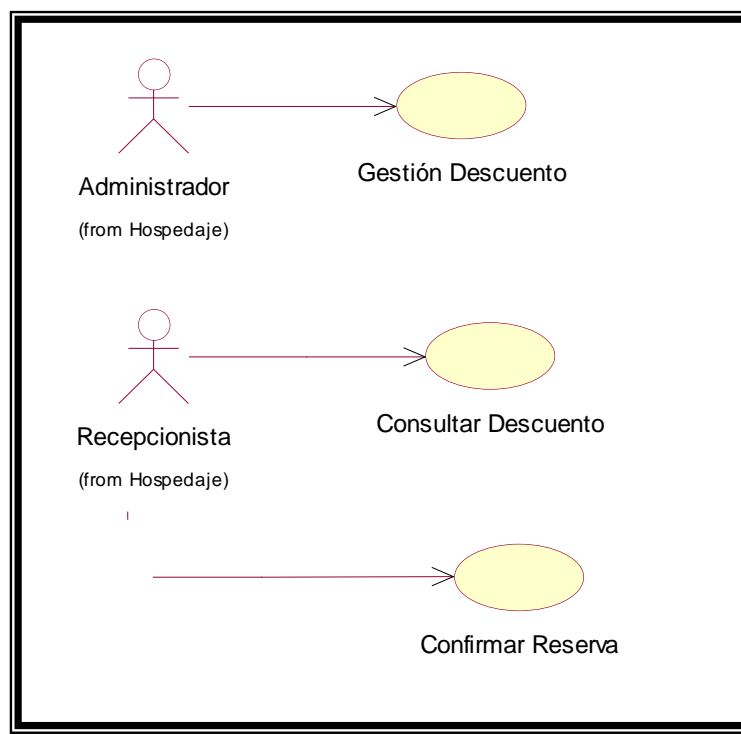 Administrador
(from Hospedaje)
Gestión Descuento
Recepcionista
(from Hospedaje)
Consultar Descuento
Confirmar Reserva